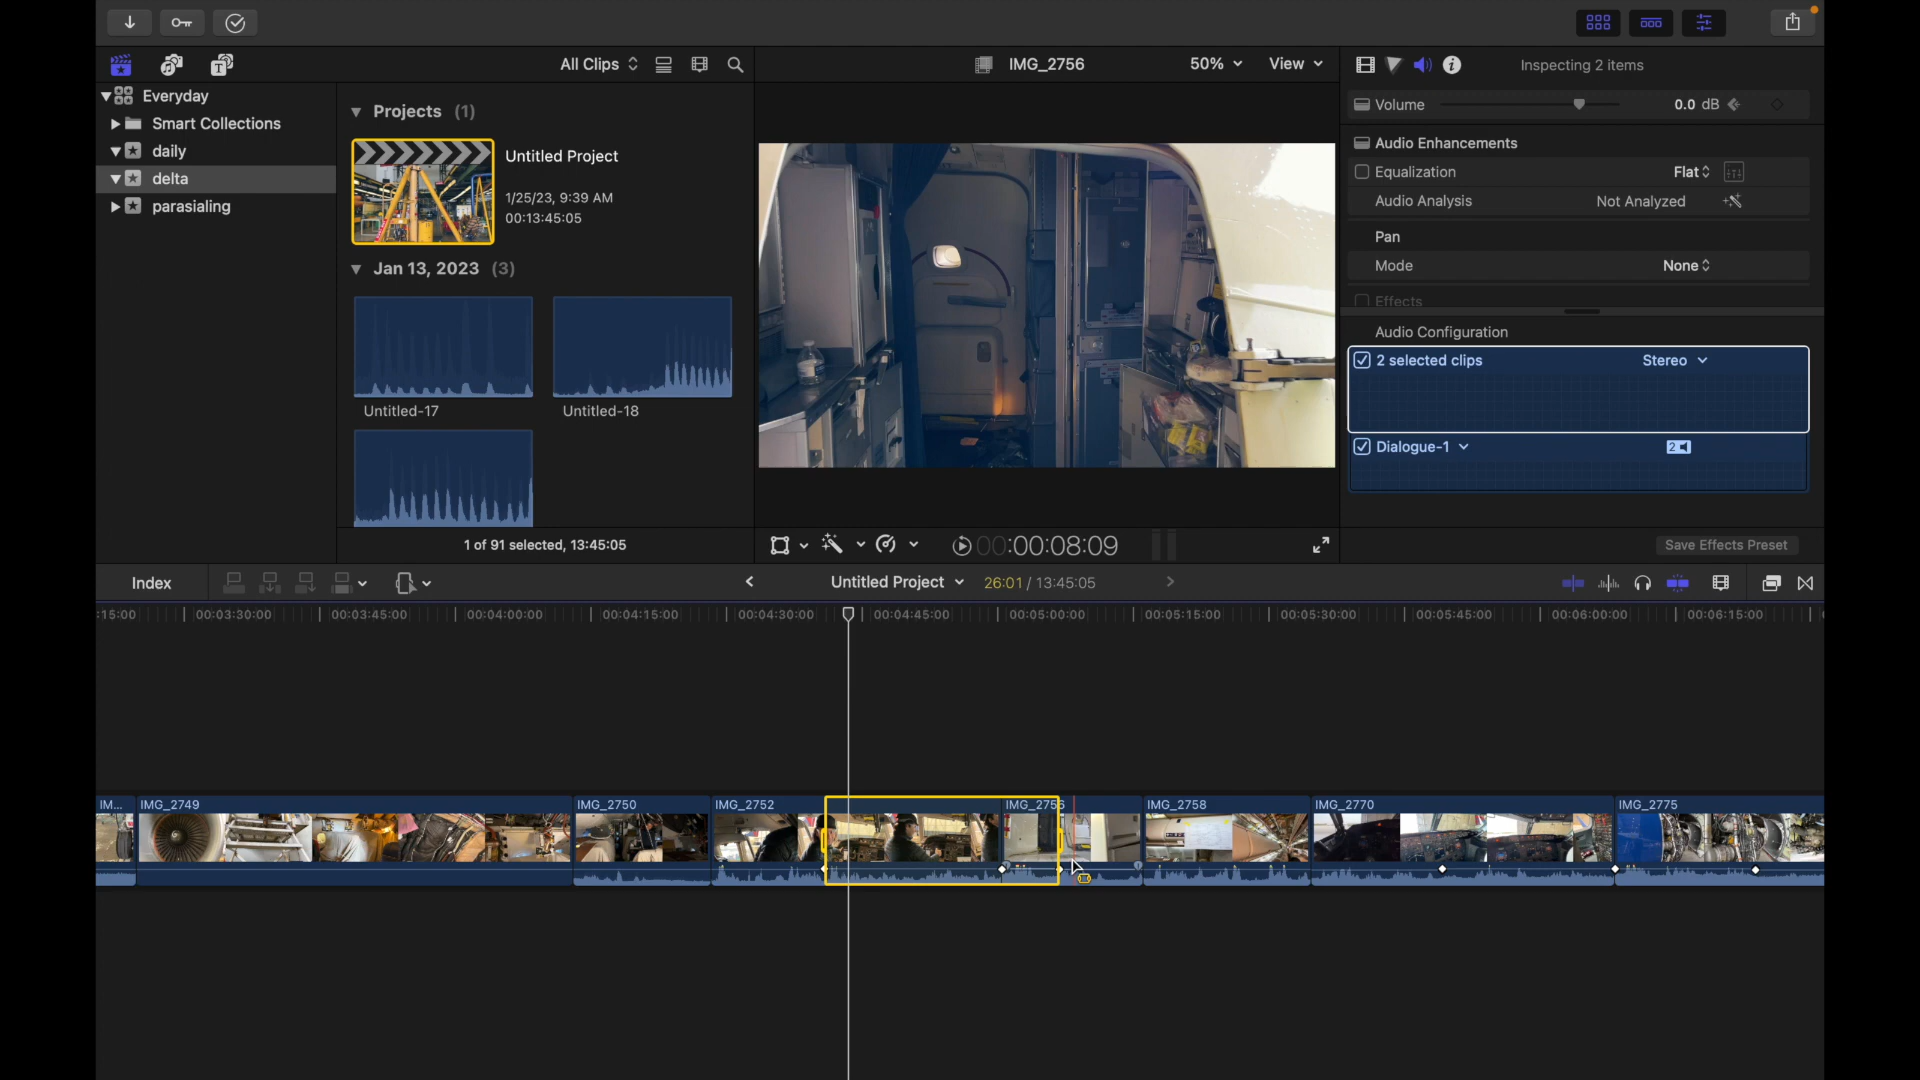 All Clips
IMG_2756
50%
View
Inspecting 2 items
Everyday
Smart Collections
daily
delta
parasialing
Projects (1)
Untitled Project
1/25/23, 9:39 AM
00:13:45:05
Jan 13, 2023 (3)
Untitled-17
Untitled-18
1 of 91 selected, 13:45:05
00:00:08:09
Volume
0.0 dB
Audio Enhancements
Equalization
Flat
Audio Analysis
Not Analyzed
Pan
Mode
None
Effects
Audio Configuration
2 selected clips
Stereo
Dialogue-1
2
Save Effects Preset
Index
Untitled Project
26:01 / 13:45:05
:15:00
00:03:30:00
00:03:45:00
00:04:00:00
00:04:15:00
00:04:30:00
00:04:45:00
00:05:00:00
00:05:15:00
00:05:30:00
00:05:45:00
00:06:00:00
00:06:15:00
IM...
IMG_2749
IMG_2750
IMG_2752
IMG_2756
IMG_2758
IMG_2770
IMG_2775